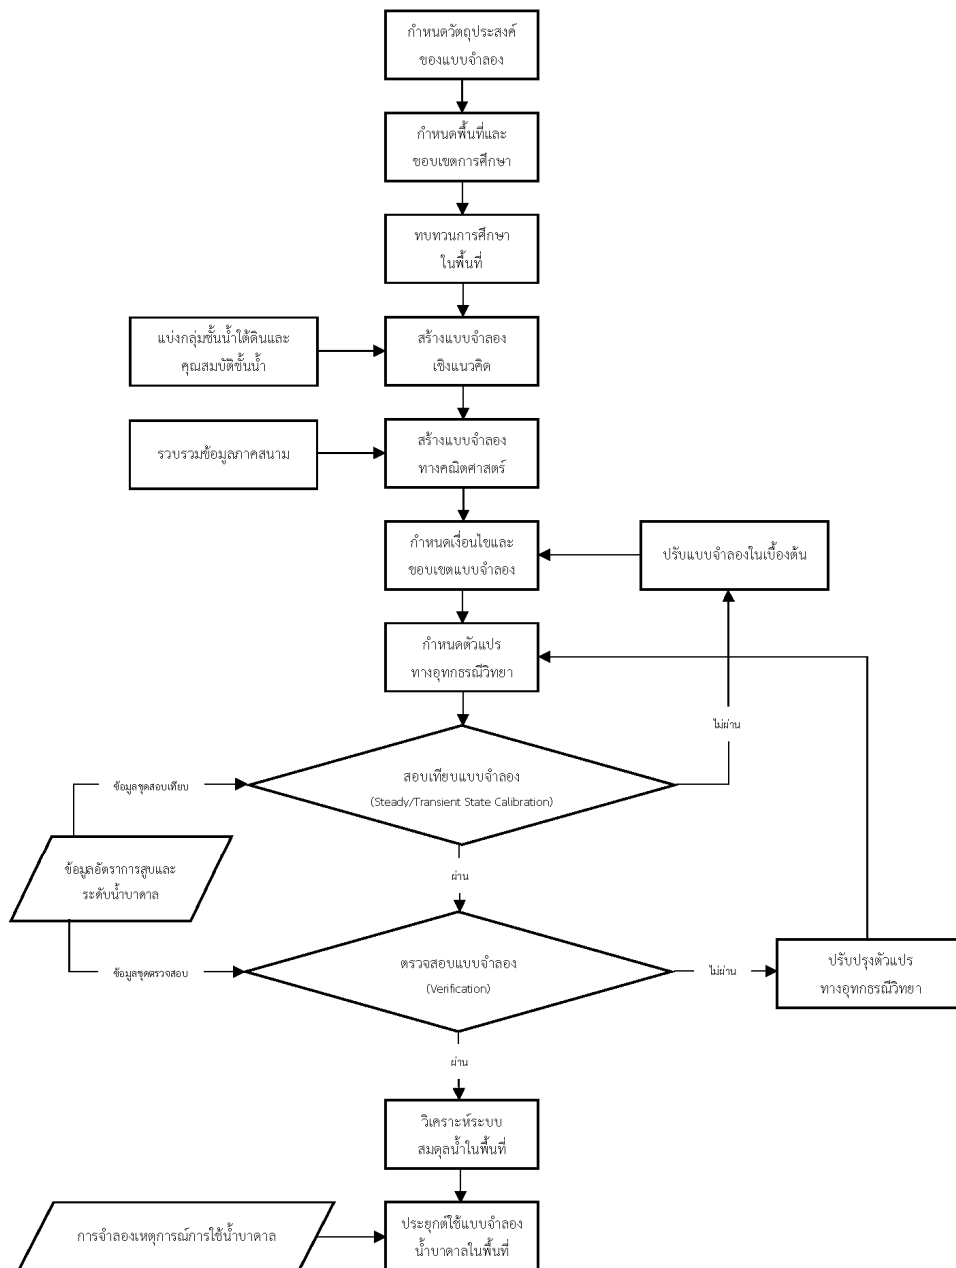 กำหนดวัตถุประสงค์
ของแบบจำลอง
กำหนดพื้นที่และ
ขอบเขตการศึกษา
ทบทวนการศึกษา
ในพื้นที่
แบ่งกลุ่มชั้นน้ำใต้ดินและ
คุณสมบัติชั้นน้ำ
สร้างแบบจำลอง
เชิงแนวคิด
รวบรวมข้อมูลภาคสนาม
สร้างแบบจำลอง
ทางคณิตศาสตร์
กำหนดเงื่อนไขและ
ขอบเขตแบบจำลอง
ปรับแบบจำลองในเบื้องต้น
กำหนดตัวแปร
ทางอุทกธรณีวิทยา
ไม่ผ่าน
ข้อมูลชุดสอบเทียบ
สอบเทียบแบบจำลอง
(Steady/Transient State Calibration)
ข้อมูลอัตราการสูบและ
ระดับน้ำบาดาล
ผ่าน
ข้อมูลชุดตรวจสอบ
ตรวจสอบแบบจำลอง
(Verification)
ไม่ผ่าน
ปรับปรุงตัวแปร
ทางอุทกธรณีวิทยา
ผ่าน
วิเคราะห์ระบบ
สมดุลน้ำในพื้นที่
การจำลองเหตุการณ์การใช้น้ำบาดาล
ประยุกต์ใช้แบบจำลอง
น้ำบาดาลในพื้นที่